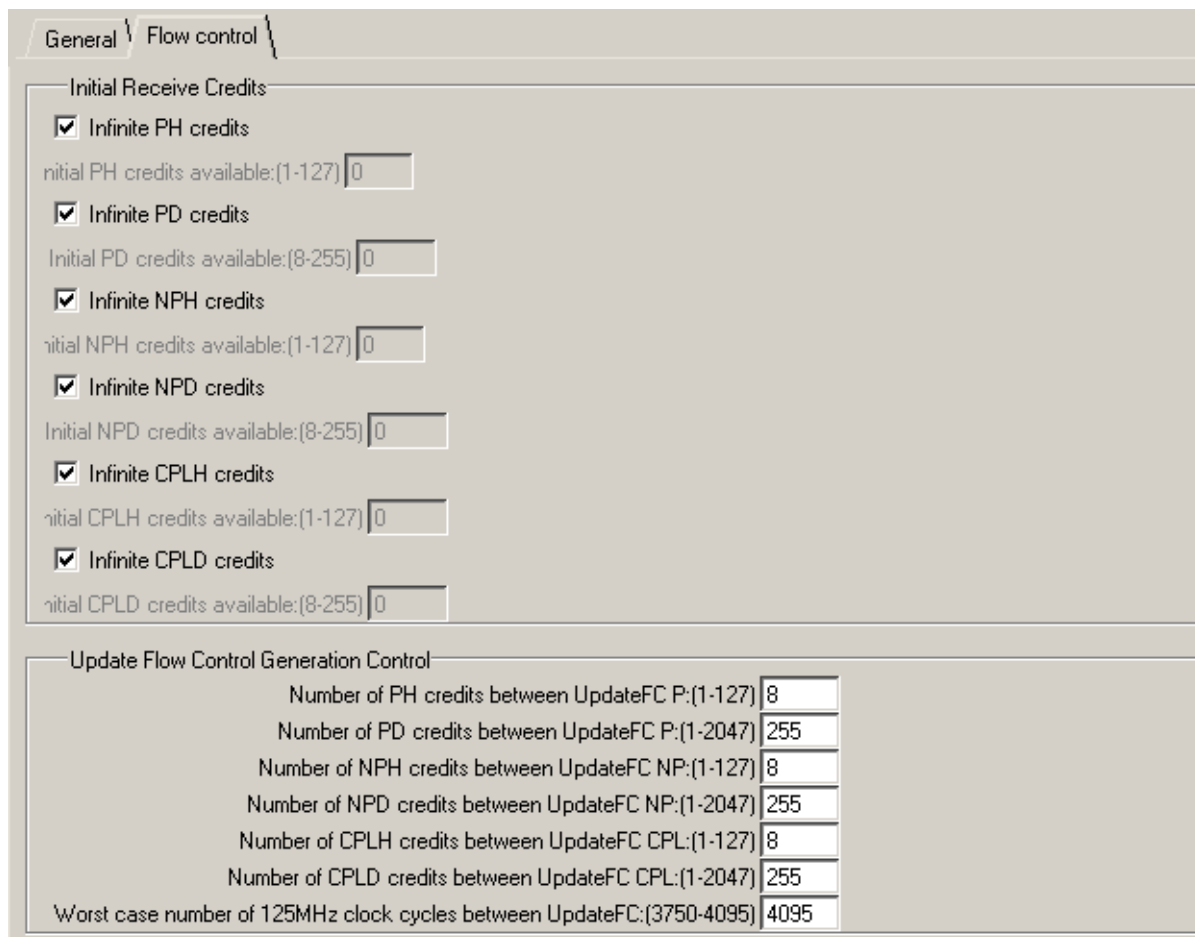 General Flow control
Initial Receive Credits
Infinite PH credits
nitial PH credits available:(1-127) 0
Infinite PD credits
Initial PD credits available:(8-255) 0
Infinite NPH credits
nitial NPH credits available:(1-127) 0
Infinite NPD credits
Initial NPD credits available:(8-255) 0
Infinite CPLH credits
nitial CPLH credits available:(1-127) 0
Infinite CPLD credits
nitial CPLD credits available:(8-255) 0
Update Flow Control Generation Control
Number of PH credits between UpdateFC P:(1-127) 8
Number of PD credits between UpdateFC P:(1-2047) 255
Number of NPH credits between UpdateFC NP:(1-127) 8
Number of NPD credits between UpdateFC NP:(1-2047) 255
Number of CPLH credits between UpdateFC CPL:(1-127) 8
Number of CPLD credits between UpdateFC CPL:(1-2047) 255
Worst case number of 125MHz clock cycles between UpdateFC:(3750-4095) 4095